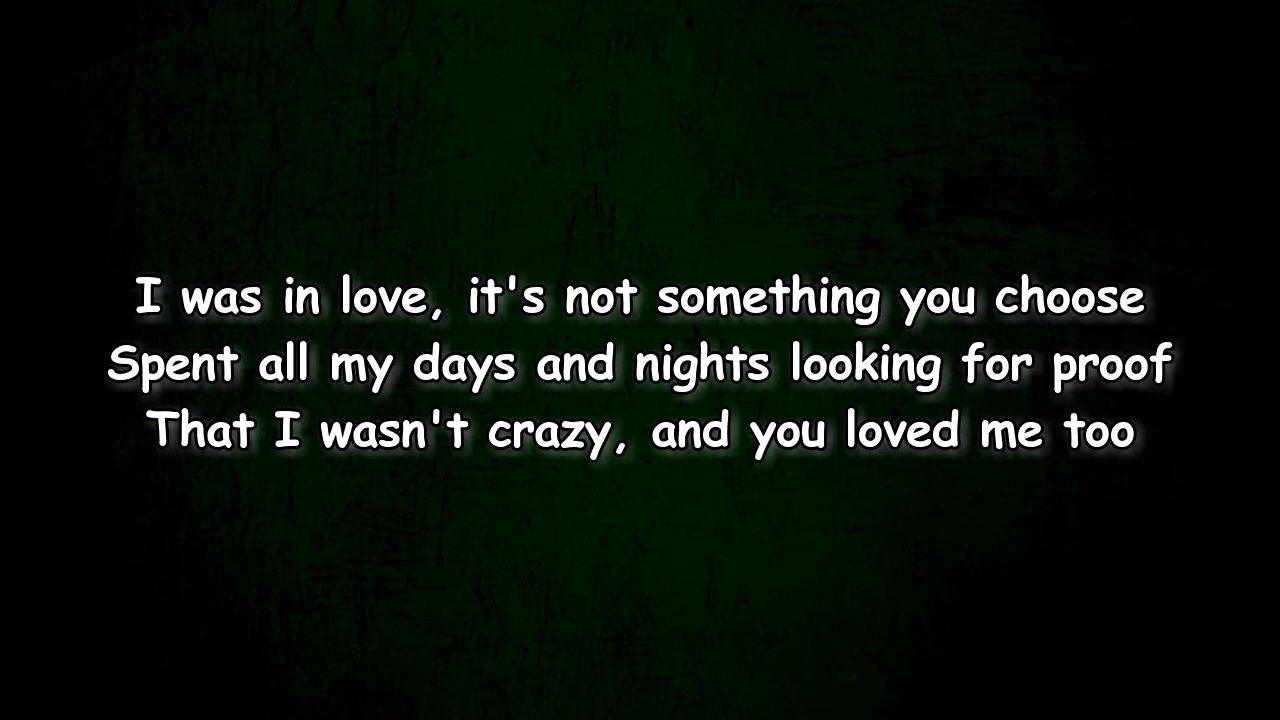 I was in love, it's not something you choose
Spent all my days and nights looking for proof
That I wasn't crazy, and you loved me too